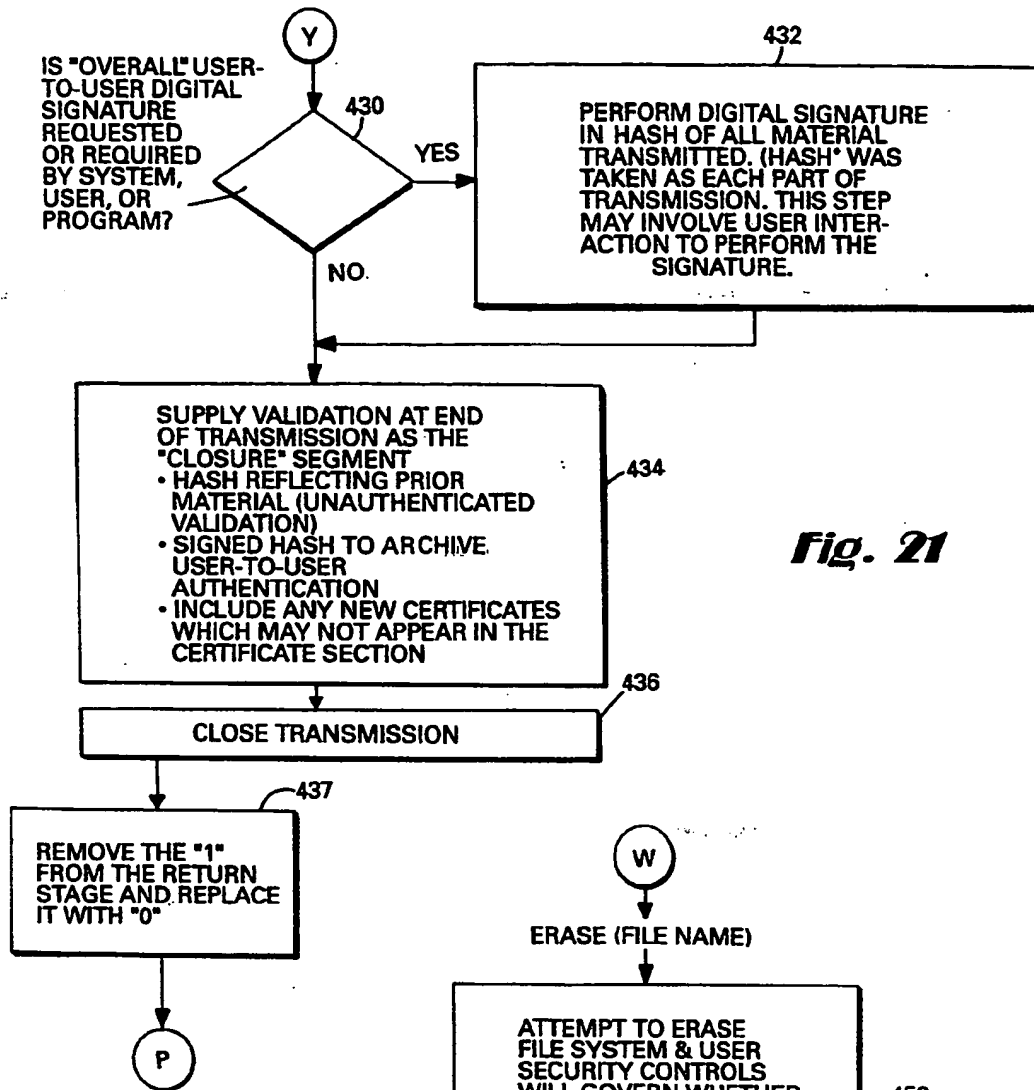 Y
IS "OVERALL" USER-
TO-USER DIGITAL
SIGNATURE
REQUESTED
OR REQUIRED
BY SYSTEM,
USER, OR
PROGRAM?
430
YES
NO.
432
PERFORM DIGITAL SIGNATURE
IN HASH OF ALL MATERIAL
TRANSMITTED. (HASH" WAS
TAKEN AS EACH PART OF
TRANSMISSION. THIS STEP
MAY INVOLVE USER INTER-
ACTION TO PERFORM THE
SIGNATURE.
SUPPLY VALIDATION AT END
OF TRANSMISSION AS THE
"CLOSURE" SEGMENT
• HASH REFLECTING PRIOR
MATERIAL (UNAUTHENTICATED
VALIDATION)
• SIGNED HASH TO ARCHIVE
USER-TO-USER
AUTHENTICATION
• INCLUDE ANY NEW CERTIFICATES
WHICH MAY NOT APPEAR IN THE
CERTIFICATE SECTION
434
Fig. 21
436
CLOSE TRANSMISSION
437
REMOVE THE "1"
FROM THE RETURN
STAGE AND REPLACE
IT WITH "0"
P
W
ERASE (FILE NAME)
ATTEMPT TO ERASE
FILE SYSTEM & USER
SECURITY CONTROLS
WILL GOVERN WHETHER